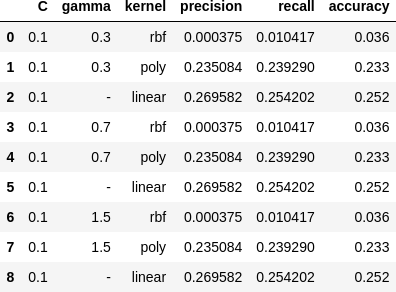 C gamma kernel precision recall accuracy
0 0.1 0.3 rbf 0.000375 0.010417 0.036
1 0.1 0.3 poly 0.235084 0.239290 0.233
2 0.1 - linear 0.269582 0.254202 0.252
3 0.1 0.7 rbf 0.000375 0.010417 0.036
4 0.1 0.7 poly 0.235084 0.239290 0.233
5 0.1 - linear 0.269582 0.254202 0.252
6 0.1 1.5 rbf 0.000375 0.010417 0.036
7 0.1 1.5 poly 0.235084 0.239290 0.233
8 0.1 - linear 0.269582 0.254202 0.252